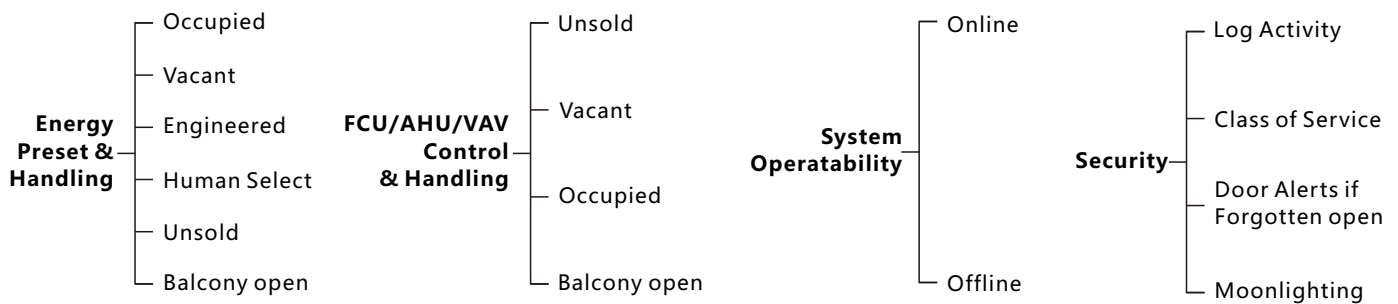 Energy
Preset &
Handling
Occupied
Vacant
Engineered
Human Select
Unsold
Balcony open
FCU/AHU/VAV
Control
& Handling
Unsold
Vacant
Occupied
Balcony open
System
Operatability
Online
Offline
Security
Log Activity
Class of Service
Door Alerts if
Forgotten open
Moonlighting